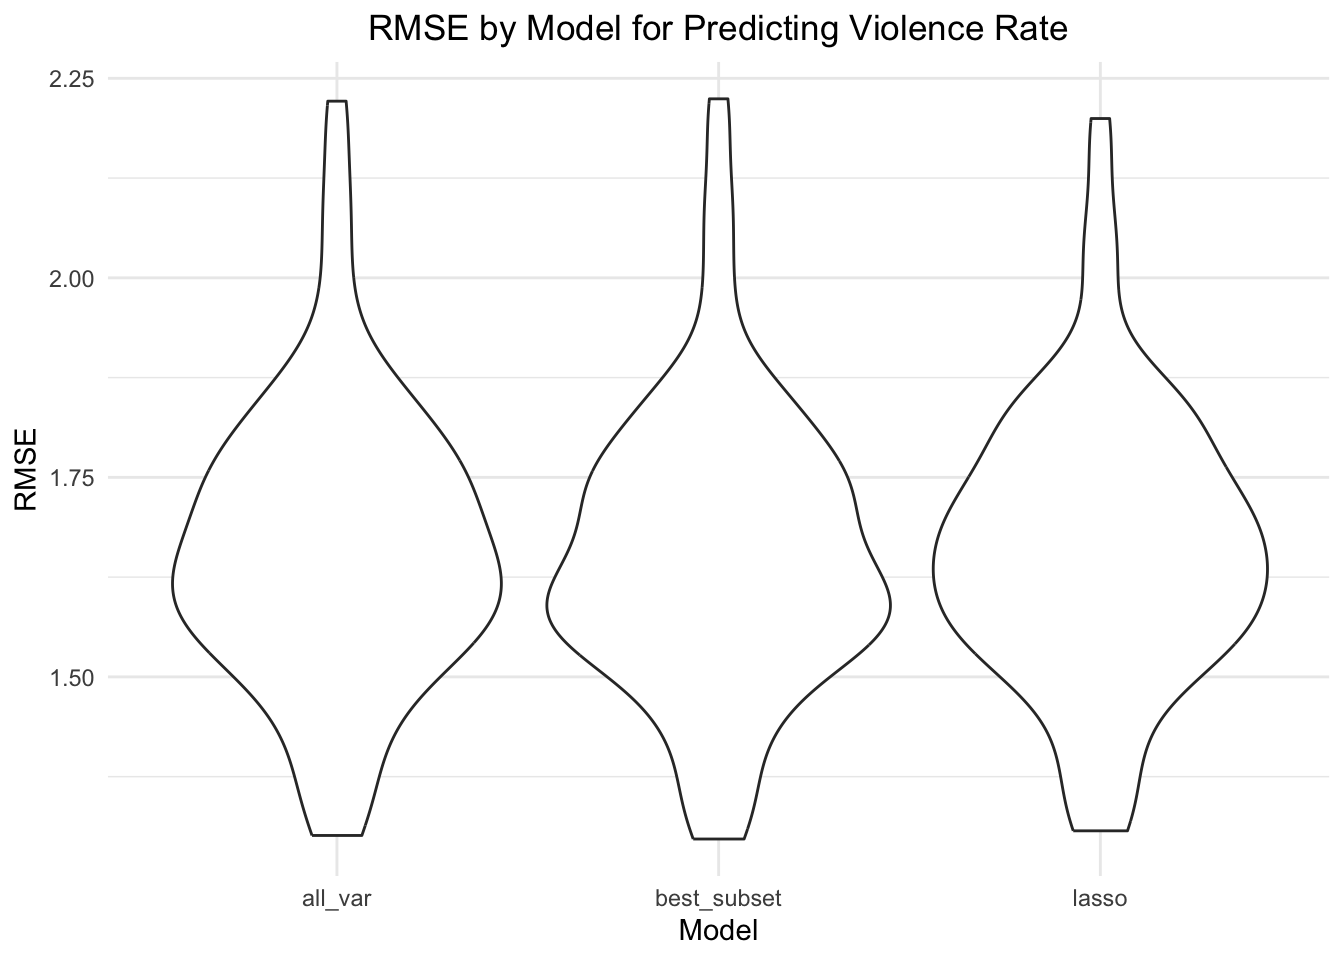 RMSE by Model for Predicting Violence Rate
2.25
2.00
1.75
1.50
RMSE
all_var best_subset lasso
Model